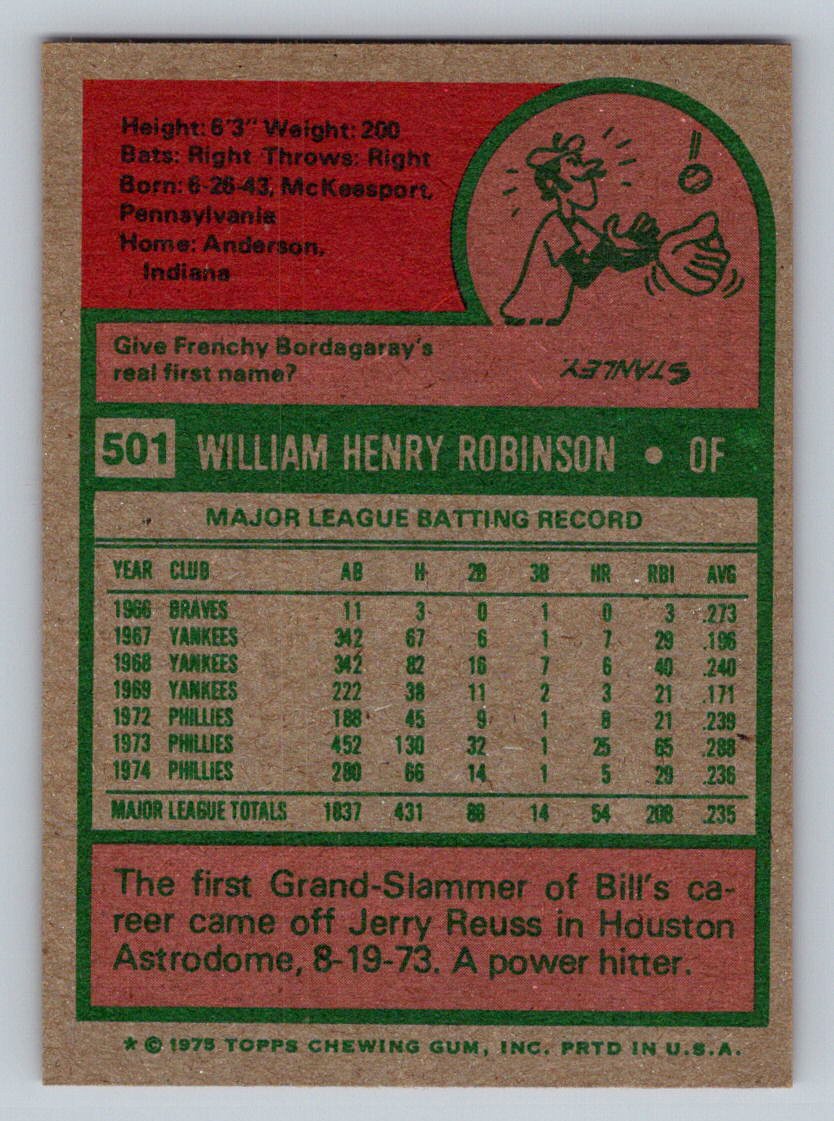 Height: 6'3" Weight: 200
Bats: Right Throws: Right
Born: 6-26-43, McKeesport,
Pennsylvania
Home: Anderson,
Indiana
Give Frenchy Bordagaray's
real first name?
STANLEY.
501 WILLIAM HENRY ROBINSON • OF
MAJOR LEAGUE BATTING RECORD
YEAR CLUB AB H 2B 3B HR RBI AVG
1966 BRAVES 11 3 0 1 0 3 .273
1967 YANKEES 342 67 6 1 7 29 .196
1968 YANKEES 342 82 16 7 6 40 .240
1969 YANKEES 222 38 11 2 3 21 .171
1972 PHILLIES 188 45 9 1 8 21 .239
1973 PHILLIES 452 130 32 1 25 65 .288
1974 PHILLIES 280 66 14 1 5 29 .236
MAJOR LEAGUE TOTALS 1837 431 88 14 54 208 .235
The first Grand-Slammer of Bill's ca-
reer came off Jerry Reuss in Houston
Astrodome, 8-19-73. A power hitter.
* © 1975 TOPPS CHEWING GUM, INC. PRTD IN U.S.A.